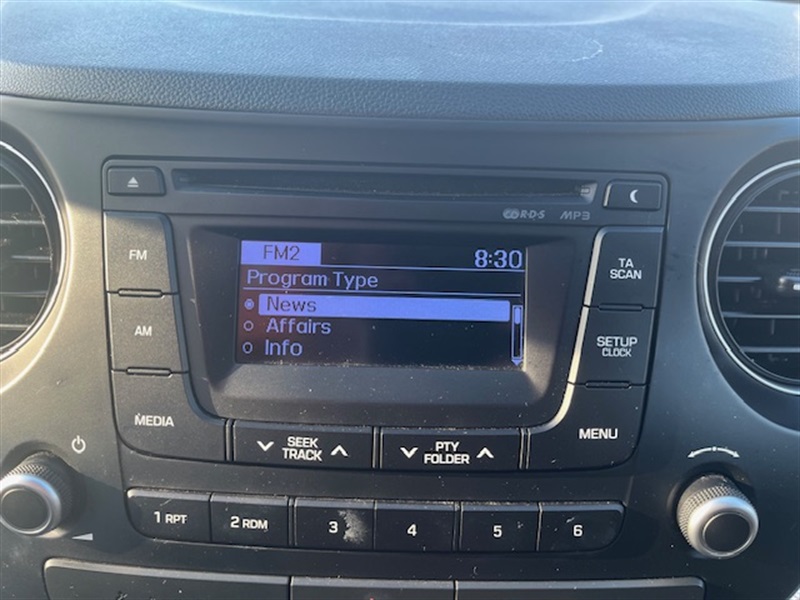 R·D·S MP3
FM
FM2 8:30
TA
SCAN
Program Type
News
Affairs
Info
AM
SETUP
CLOCK
MEDIA
SEEK
TRACK
PTY
FOLDER
MENU
1 RPT
2 RDM
3
4
5
6